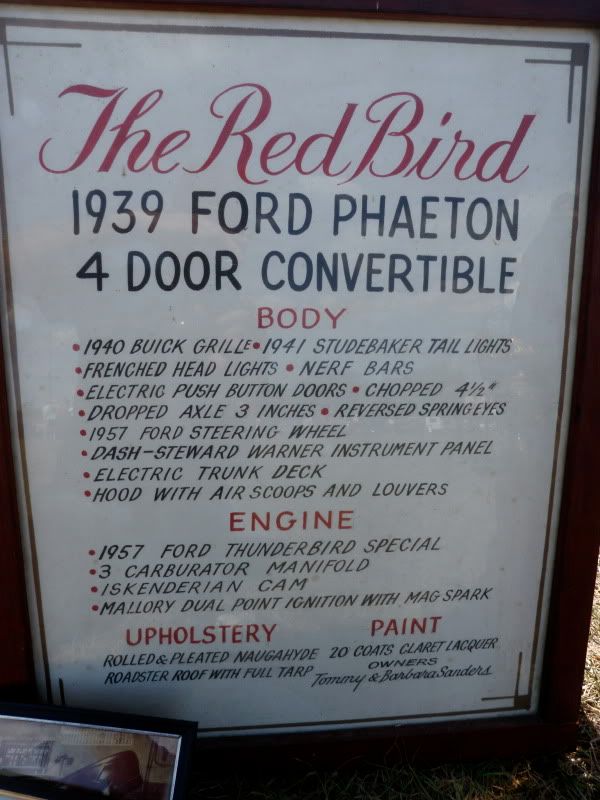 The Red Bird
1939 FORD PHAETON
4 DOOR CONVERTIBLE
BODY
• 1940 BUICK GRILLE • 1941 STUDEBAKER TAIL LIGHTS
• FRENCHED HEAD LIGHTS • NERF BARS
• ELECTRIC PUSH BUTTON DOORS • CHOPPED 4½"
• DROPPED AXLE 3 INCHES • REVERSED SPRING EYES
• 1957 FORD STEERING WHEEL
• DASH-STEWARD WARNER INSTRUMENT PANEL
• ELECTRIC TRUNK DECK
• HOOD WITH AIR SCOOPS AND LOUVERS
ENGINE
• 1957 FORD THUNDERBIRD SPECIAL
• 3 CARBURATOR MANIFOLD
• ISKENDERIAN CAM
• MALLORY DUAL POINT IGNITION WITH MAG SPARK
UPHOLSTERY
ROLLED & PLEATED NAUGAHYDE
ROADSTER ROOF WITH FULL TARP
PAINT
20 COATS CLARET LACQUER
OWNERS
Tommy & Barbara Sanders